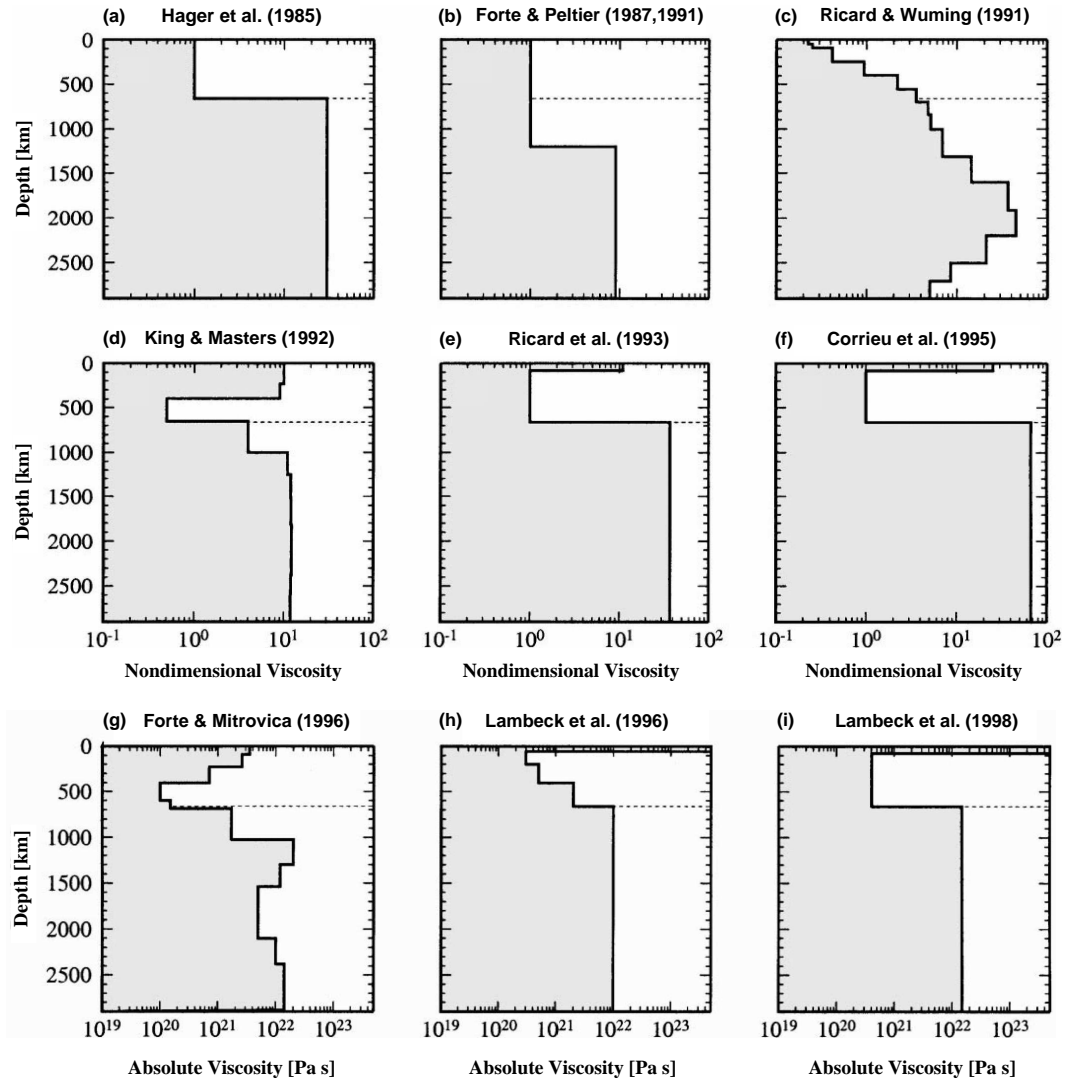 (a) Hager et al. (1985)
(b) Forte & Peltier (1987,1991)
(c) Ricard & Wuming (1991)
0
500
1000
1500
2000
2500
Depth [km]
(d) King & Masters (1992)
(e) Ricard et al. (1993)
(f) Corrieu et al. (1995)
0
500
1000
1500
2000
2500
Depth [km]
10⁻¹ 10⁰ 10¹ 10² 10⁻¹ 10⁰ 10¹ 10² 10⁻¹ 10⁰ 10¹ 10²
Nondimensional Viscosity Nondimensional Viscosity Nondimensional Viscosity
(g) Forte & Mitrovica (1996)
(h) Lambeck et al. (1996)
(i) Lambeck et al. (1998)
0
500
1000
1500
2000
2500
Depth [km]
10¹⁹ 10²⁰ 10²¹ 10²² 10²³ 10¹⁹ 10²⁰ 10²¹ 10²² 10²³ 10¹⁹ 10²⁰ 10²¹ 10²² 10²³
Absolute Viscosity [Pa s] Absolute Viscosity [Pa s] Absolute Viscosity [Pa s]